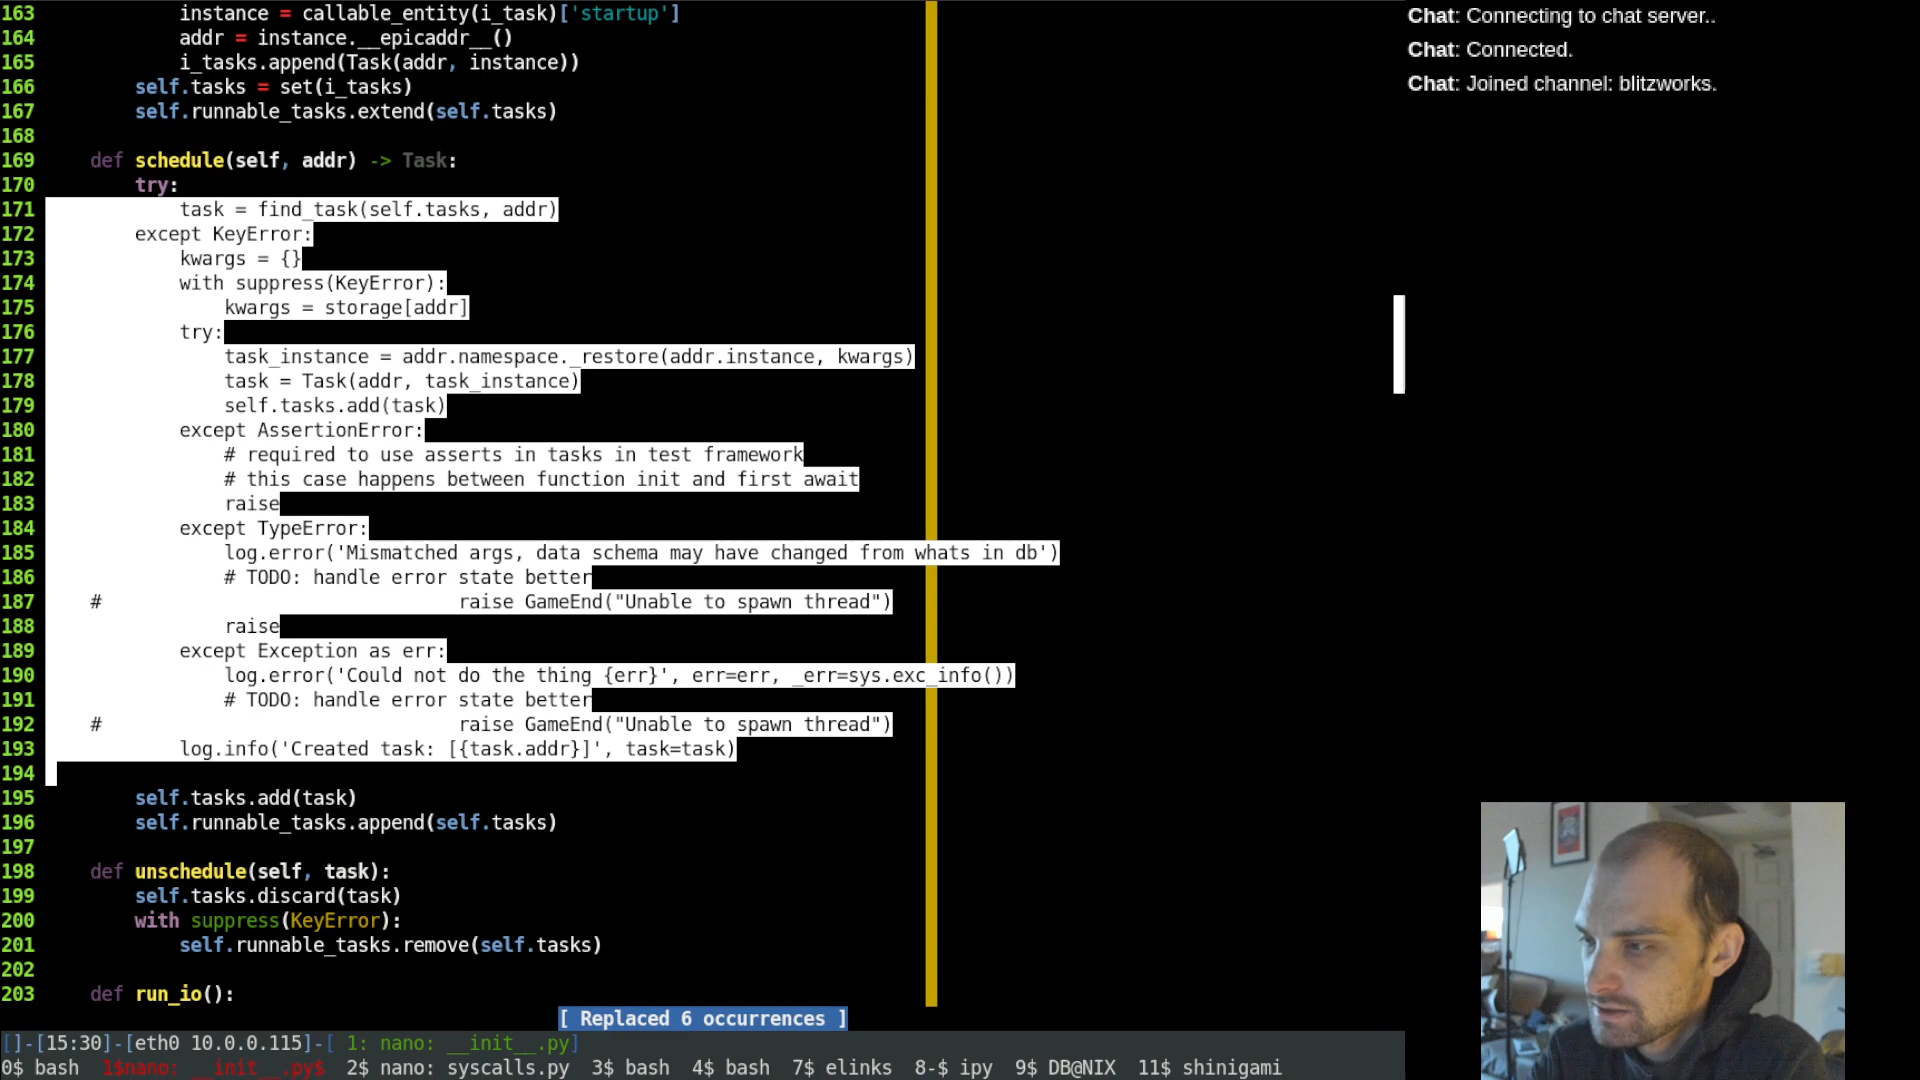 163             instance = callable_entity(i_task)['startup']
164             addr = instance.__epicaddr__()
165             i_tasks.append(Task(addr, instance))
166         self.tasks = set(i_tasks)
167         self.runnable_tasks.extend(self.tasks)
168
169     def schedule(self, addr) -> Task:
170         try:
171             task = find_task(self.tasks, addr)
172         except KeyError:
173             kwargs = {}
174             with suppress(KeyError):
175                 kwargs = storage[addr]
176             try:
177                 task_instance = addr.namespace._restore(addr.instance, kwargs)
178                 task = Task(addr, task_instance)
179                 self.tasks.add(task)
180             except AssertionError:
181                 # required to use asserts in tasks in test framework
182                 # this case happens between function init and first await
183                 raise
184             except TypeError:
185                 log.error('Mismatched args, data schema may have changed from whats in db')
186                 # TODO: handle error state better
187     #                                raise GameEnd("Unable to spawn thread")
188                 raise
189             except Exception as err:
190                 log.error('Could not do the thing {err}', err=err, _err=sys.exc_info())
191                 # TODO: handle error state better
192     #                                raise GameEnd("Unable to spawn thread")
193             log.info('Created task: [{task.addr}]', task=task)
194
195         self.tasks.add(task)
196         self.runnable_tasks.append(self.tasks)
197
198     def unschedule(self, task):
199         self.tasks.discard(task)
200         with suppress(KeyError):
201             self.runnable_tasks.remove(self.tasks)
202
203     def run_io():
[ Replaced 6 occurrences ]
[]-[15:30]-[eth0 10.0.0.115]-[ 1: nano: __init__.py]
0$ bash  1$nano: __init__.py$  2$ nano: syscalls.py  3$ bash  4$ bash  7$ elinks  8-$ ipy  9$ DB@NIX  11$ shinigami
Chat: Connecting to chat server..
Chat: Connected.
Chat: Joined channel: blitzworks.